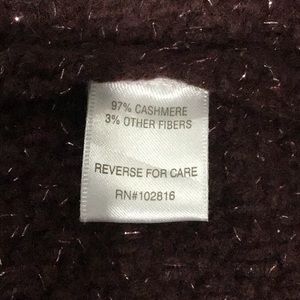 97% CASHMERE
3% OTHER FIBERS
REVERSE FOR CARE
RN#102816